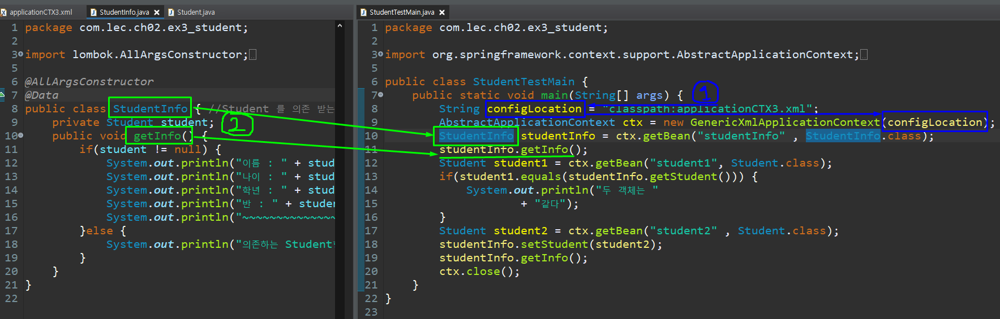 applicationCTX3.xml
StudentInfo.java
Student.java
1 package com.lec.ch02.ex3_student;
2
3 import lombok.AllArgsConstructor;
5
6 @AllArgsConstructor
7 @Data
8 public class StudentInfo { //Student 를 의존 받는
9 private Student student;
2
10 public void getInfo() {
11 if(student != null) {
12 System.out.println("이름 : " + stud
13 System.out.println("나이 : " + stud
14 System.out.println("학년 : " + stud
15 System.out.println("반 : " + studen
16 System.out.println("~~~~~~~~~~~~~~
17 }else {
18 System.out.println("의존하는 Student
19 }
20 }
21 }
22
StudentTestMain.java
1 package com.lec.ch02.ex3_student;
2
3 import org.springframework.context.support.AbstractApplicationContext;
5
6 public class StudentTestMain {
7 public static void main(String[] args) {
1
8 String configLocation = "classpath:applicationCTX3.xml";
9 AbstractApplicationContext ctx = new GenericXmlApplicationContext(configLocation);
10 StudentInfo studentInfo = ctx.getBean("studentInfo" , StudentInfo.class);
11 studentInfo.getInfo();
12 Student student1 = ctx.getBean("student1", Student.class);
13 if(student1.equals(studentInfo.getStudent())) {
14 System.out.println("두 객체는 "
15 + "같다");
16 }
17 Student student2 = ctx.getBean("student2" , Student.class);
18 studentInfo.setStudent(student2);
19 studentInfo.getInfo();
20 ctx.close();
21 }
22 }
23